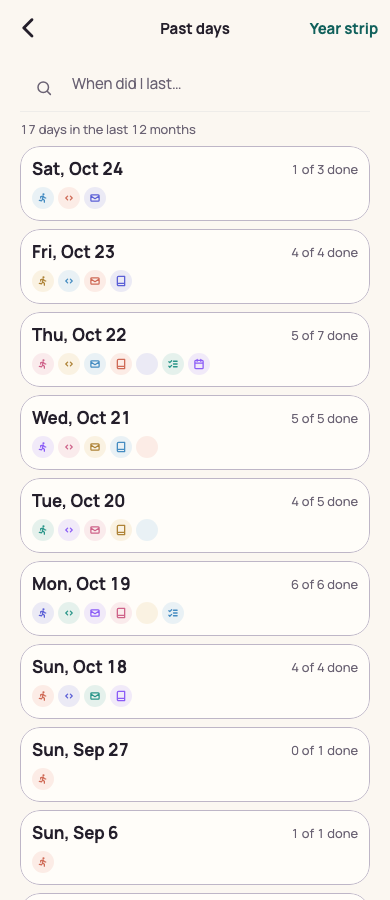 Past days
Year strip
When did I last...
17 days in the last 12 months
Sat, Oct 24
1 of 3 done
Fri, Oct 23
4 of 4 done
Thu, Oct 22
5 of 7 done
Wed, Oct 21
5 of 5 done
Tue, Oct 20
4 of 5 done
Mon, Oct 19
6 of 6 done
Sun, Oct 18
4 of 4 done
Sun, Sep 27
0 of 1 done
Sun, Sep 6
1 of 1 done